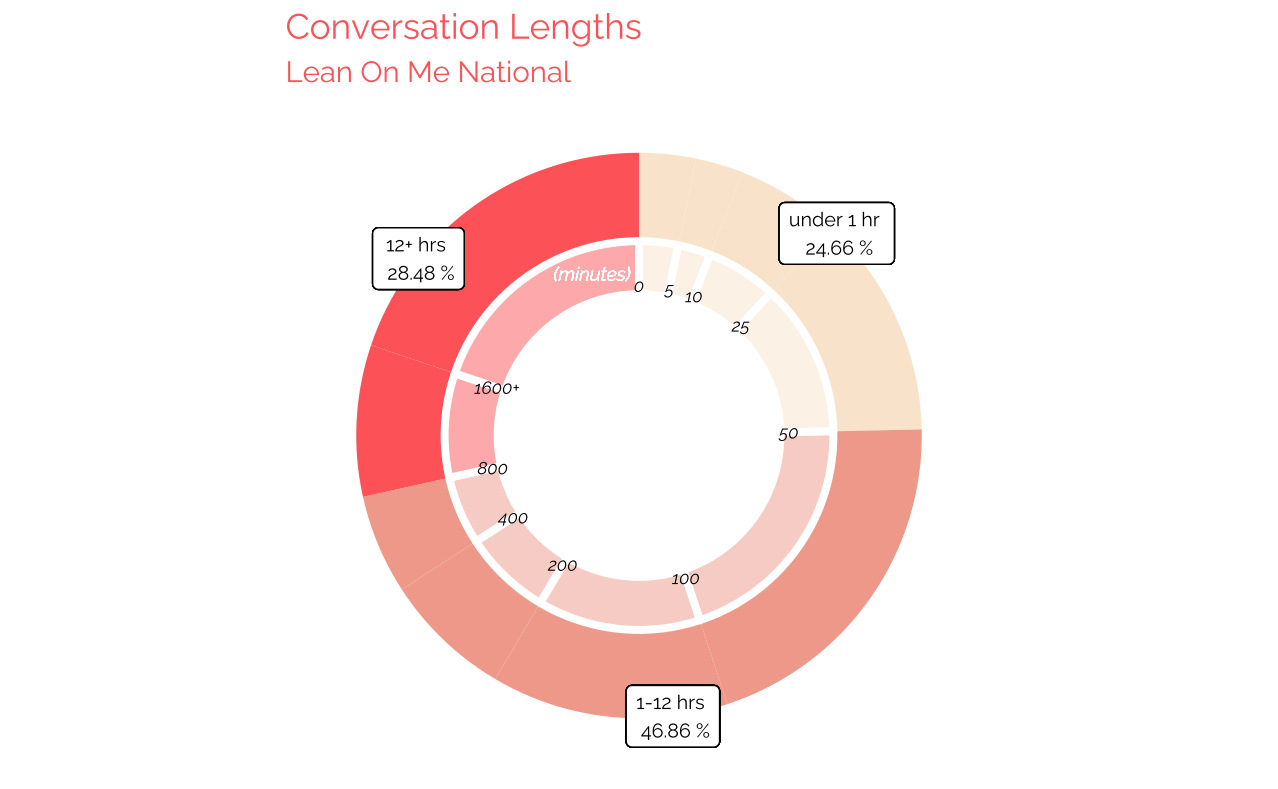 Conversation Lengths
Lean On Me National
under 1 hr
24.66 %
12+ hrs
28.48 %
(minutes)
0
5
10
25
50
100
200
400
800
1600+
1-12 hrs
46.86 %